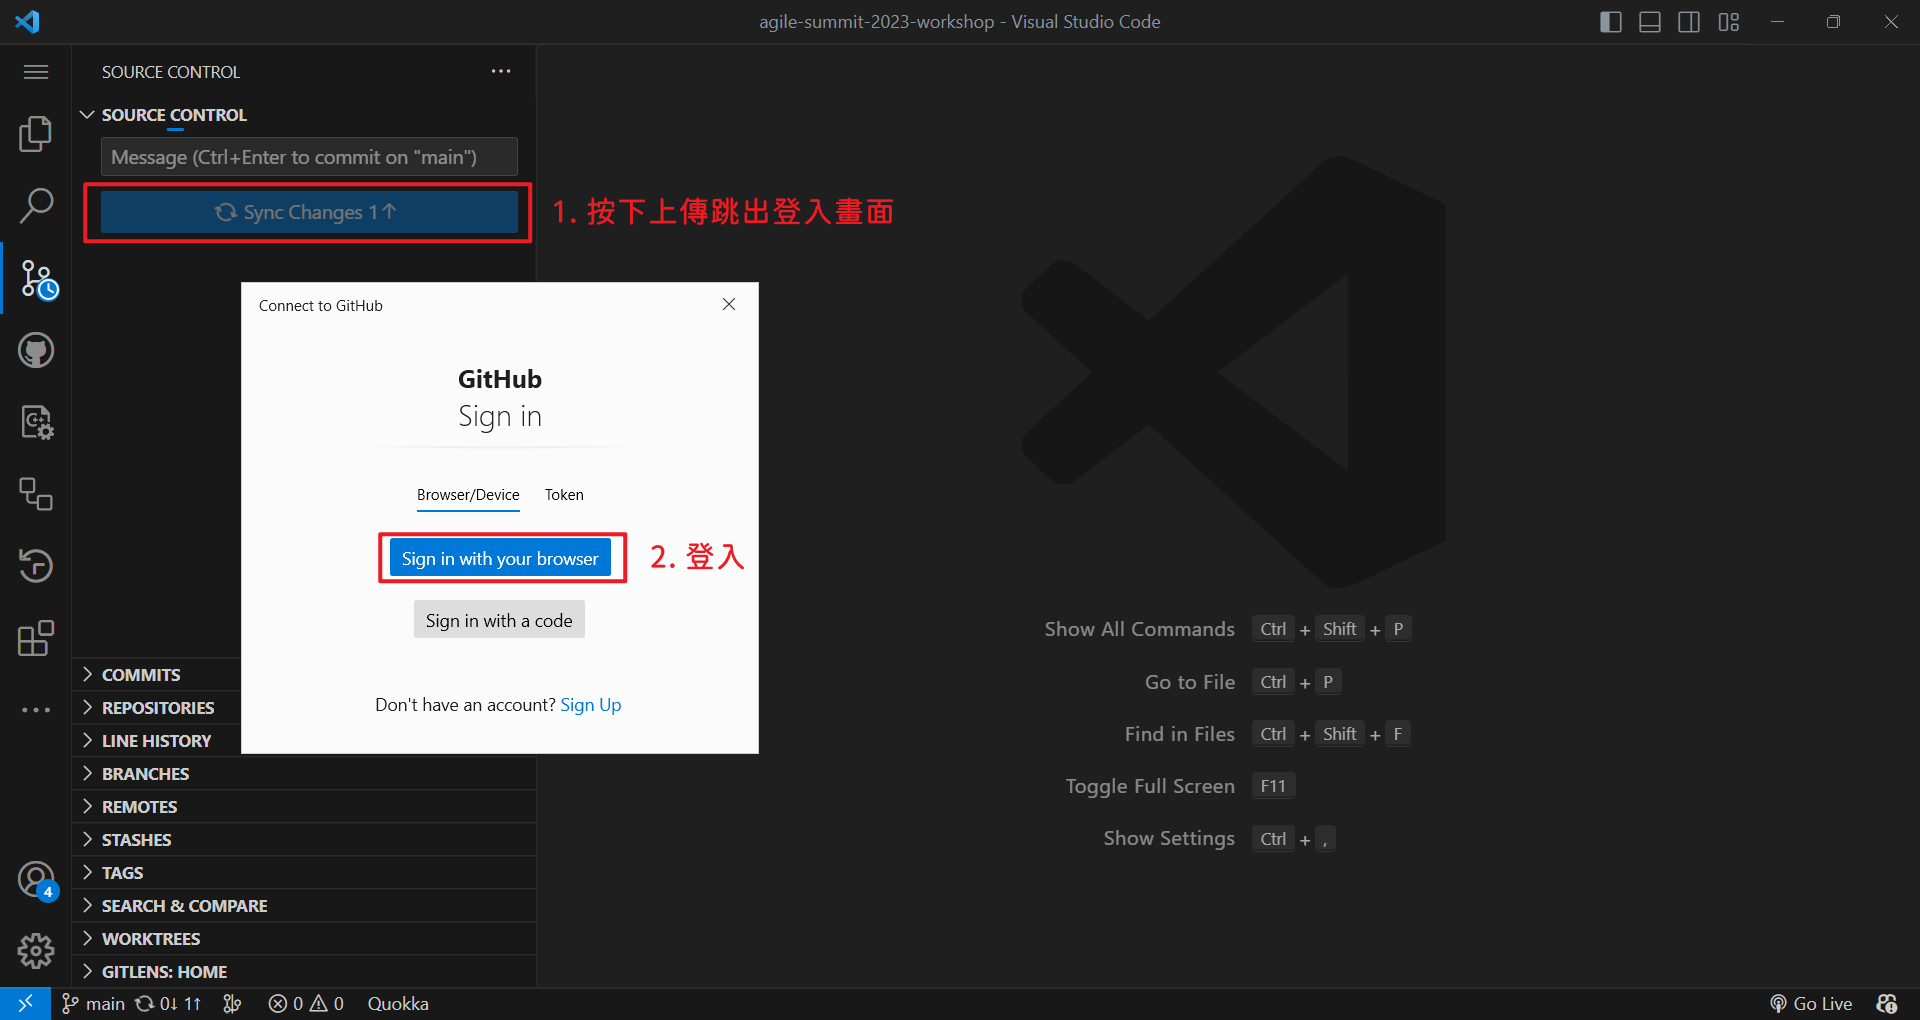 agile-summit-2023-workshop - Visual Studio Code
SOURCE CONTROL
SOURCE CONTROL
Message (Ctrl+Enter to commit on "main")
Sync Changes 1↑
1. 按下上傳跳出登入畫面
Connect to GitHub
GitHub
Sign in
Browser/Device
Token
Sign in with your browser
2. 登入
Sign in with a code
Don't have an account? Sign Up
COMMITS
REPOSITORIES
LINE HISTORY
BRANCHES
REMOTES
STASHES
TAGS
SEARCH & COMPARE
WORKTREES
GITLENS: HOME
Show All Commands Ctrl + Shift + P
Go to File Ctrl + P
Find in Files Ctrl + Shift + F
Toggle Full Screen F11
Show Settings Ctrl + ,
4
main 0↓ 1↑ 0 0 Quokka
Go Live